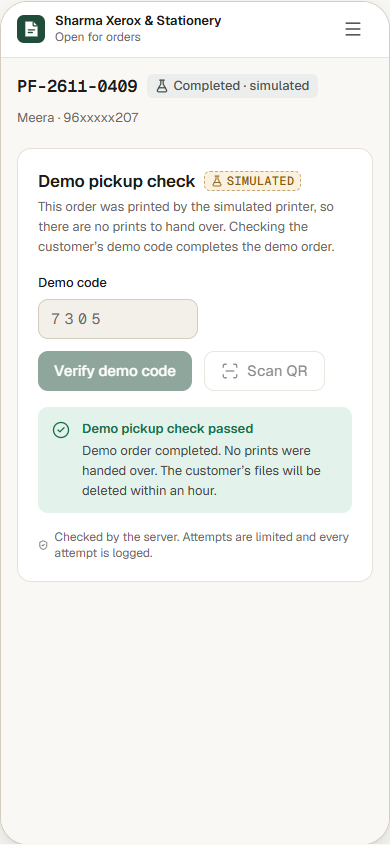 Sharma Xerox & Stationery
Open for orders
PF-2611-0409
Completed · simulated
Meera · 96xxxxx207
Demo pickup check
SIMULATED
This order was printed by the simulated printer, so
there are no prints to hand over. Checking the
customer's demo code completes the demo order.
Demo code
7305
Verify demo code
Scan QR
Demo pickup check passed
Demo order completed. No prints were
handed over. The customer's files will be
deleted within an hour.
Checked by the server. Attempts are limited and every
attempt is logged.